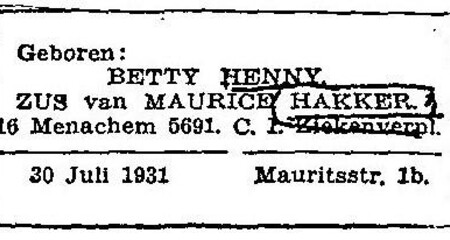 Geboren:
BETTY HENNY,
ZUS van MAURICE HAKKER.
16 Menachem 5691. C. I. Ziekenverpl.
30 Juli 1931 Mauritsstr. 1b.